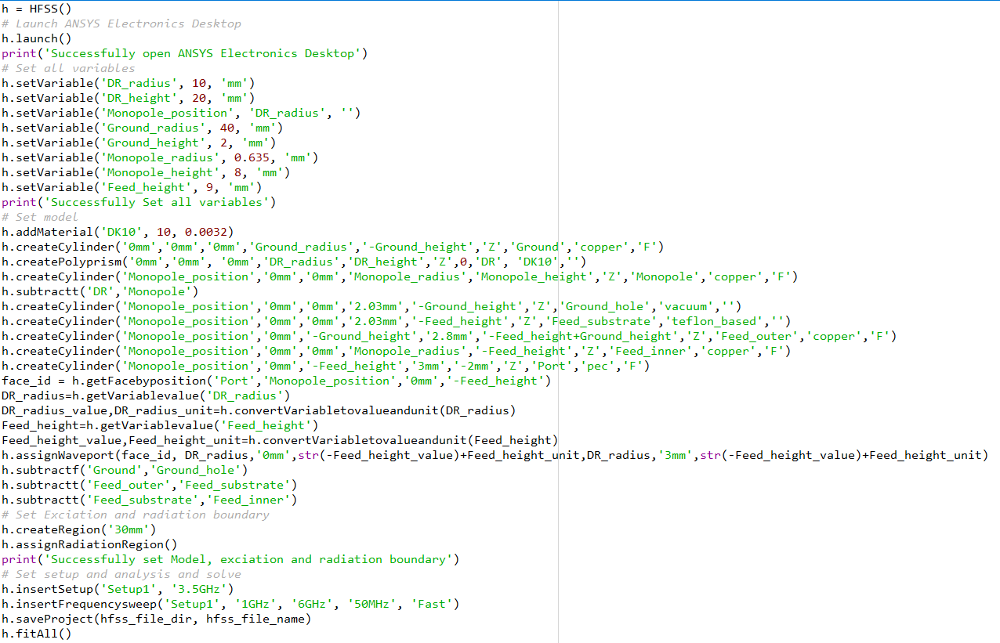 h = HFSS()
# Launch ANSYS Electronics Desktop
h.launch()
print('Successfully open ANSYS Electronics Desktop')
# Set all variables
h.setVariable('DR_radius', 10, 'mm')
h.setVariable('DR_height', 20, 'mm')
h.setVariable('Monopole_position', 'DR_radius', '')
h.setVariable('Ground_radius', 40, 'mm')
h.setVariable('Ground_height', 2, 'mm')
h.setVariable('Monopole_radius', 0.635, 'mm')
h.setVariable('Monopole_height', 8, 'mm')
h.setVariable('Feed_height', 9, 'mm')
print('Successfully Set all variables')
# Set model
h.addMaterial('DK10', 10, 0.0032)
h.createCylinder('0mm','0mm','0mm','Ground_radius','-Ground_height','Z','Ground','copper','F')
h.createPolyprism('0mm','0mm', '0mm','DR_radius','DR_height','Z',0,'DR', 'DK10','')
h.createCylinder('Monopole_position','0mm','0mm','Monopole_radius','Monopole_height','Z','Monopole','copper','F')
h.subtractt('DR','Monopole')
h.createCylinder('Monopole_position','0mm','0mm','2.03mm','-Ground_height','Z','Ground_hole','vacuum','')
h.createCylinder('Monopole_position','0mm','0mm','2.03mm','-Feed_height','Z','Feed_substrate','teflon_based','')
h.createCylinder('Monopole_position','0mm','-Ground_height','2.8mm','-Feed_height+Ground_height','Z','Feed_outer','copper','F')
h.createCylinder('Monopole_position','0mm','0mm','Monopole_radius','-Feed_height','Z','Feed_inner','copper','F')
h.createCylinder('Monopole_position','0mm','-Feed_height','3mm','-2mm','Z','Port','pec','F')
face_id = h.getFacebyposition('Port','Monopole_position','0mm','-Feed_height')
DR_radius=h.getVariablevalue('DR_radius')
DR_radius_value,DR_radius_unit=h.convertVariabletovalueandunit(DR_radius)
Feed_height=h.getVariablevalue('Feed_height')
Feed_height_value,Feed_height_unit=h.convertVariabletovalueandunit(Feed_height)
h.assignWaveport(face_id, DR_radius,'0mm',str(-Feed_height_value)+Feed_height_unit,DR_radius,'3mm',str(-Feed_height_value)+Feed_height_unit)
h.subtractf('Ground','Ground_hole')
h.subtractt('Feed_outer','Feed_substrate')
h.subtractt('Feed_substrate','Feed_inner')
# Set Exciation and radiation boundary
h.createRegion('30mm')
h.assignRadiationRegion()
print('Successfully set Model, exciation and radiation boundary')
# Set setup and analysis and solve
h.insertSetup('Setup1', '3.5GHz')
h.insertFrequencysweep('Setup1', '1GHz', '6GHz', '50MHz', 'Fast')
h.saveProject(hfss_file_dir, hfss_file_name)
h.fitAll()